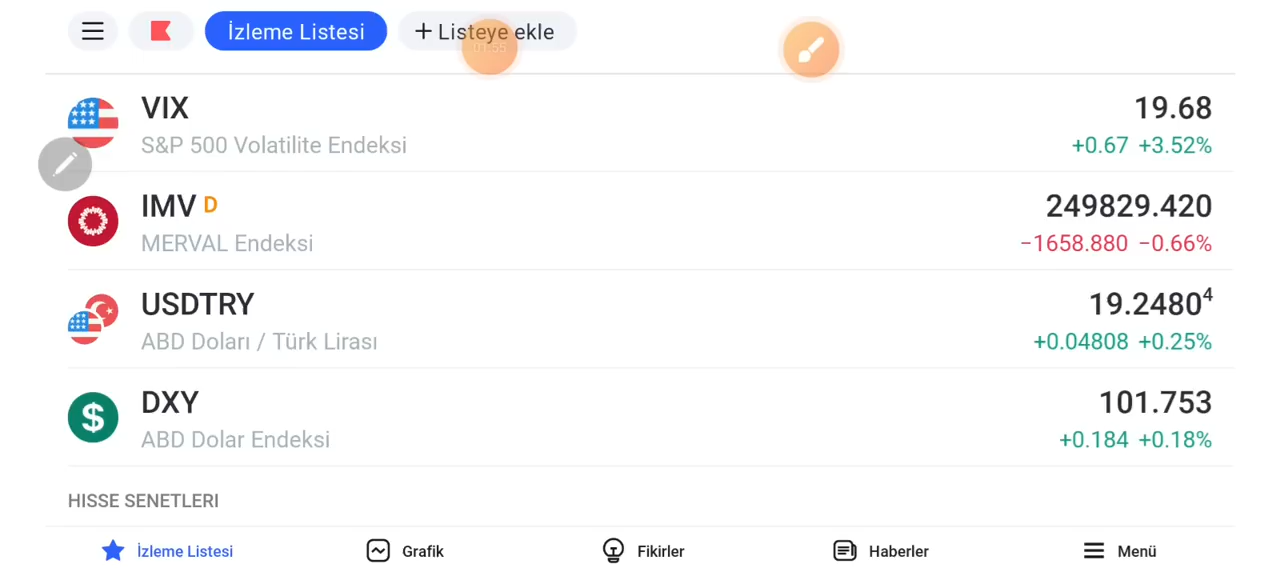 İzleme Listesi
+ Listeye ekle
01:55
VIX
19.68
S&P 500 Volatilite Endeksi
+0.67 +3.52%
IMV D
249829.420
MERVAL Endeksi
−1658.880 −0.66%
USDTRY
19.2480⁴
ABD Doları / Türk Lirası
+0.04808 +0.25%
DXY
101.753
ABD Dolar Endeksi
+0.184 +0.18%
HISSE SENETLERI
İzleme Listesi
Grafik
Fikirler
Haberler
Menü